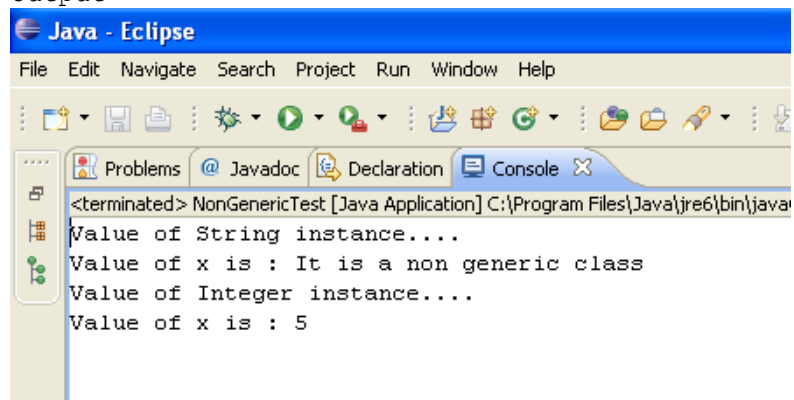 Java - Eclipse
File Edit Navigate Search Project Run Window Help
Problems @ Javadoc Declaration Console
<terminated> NonGenericTest [Java Application] C:\Program Files\Java\jre6\bin\java
Value of String instance....
Value of x is : It is a non generic class
Value of Integer instance....
Value of x is : 5